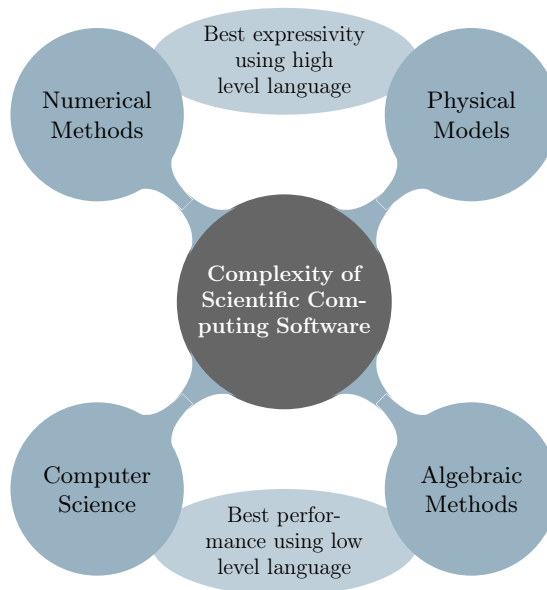 Best expressivity
using high
level language
Numerical
Methods
Physical
Models
Complexity of
Scientific Com-
puting Software
Computer
Science
Algebraic
Methods
Best perfor-
mance using low
level language